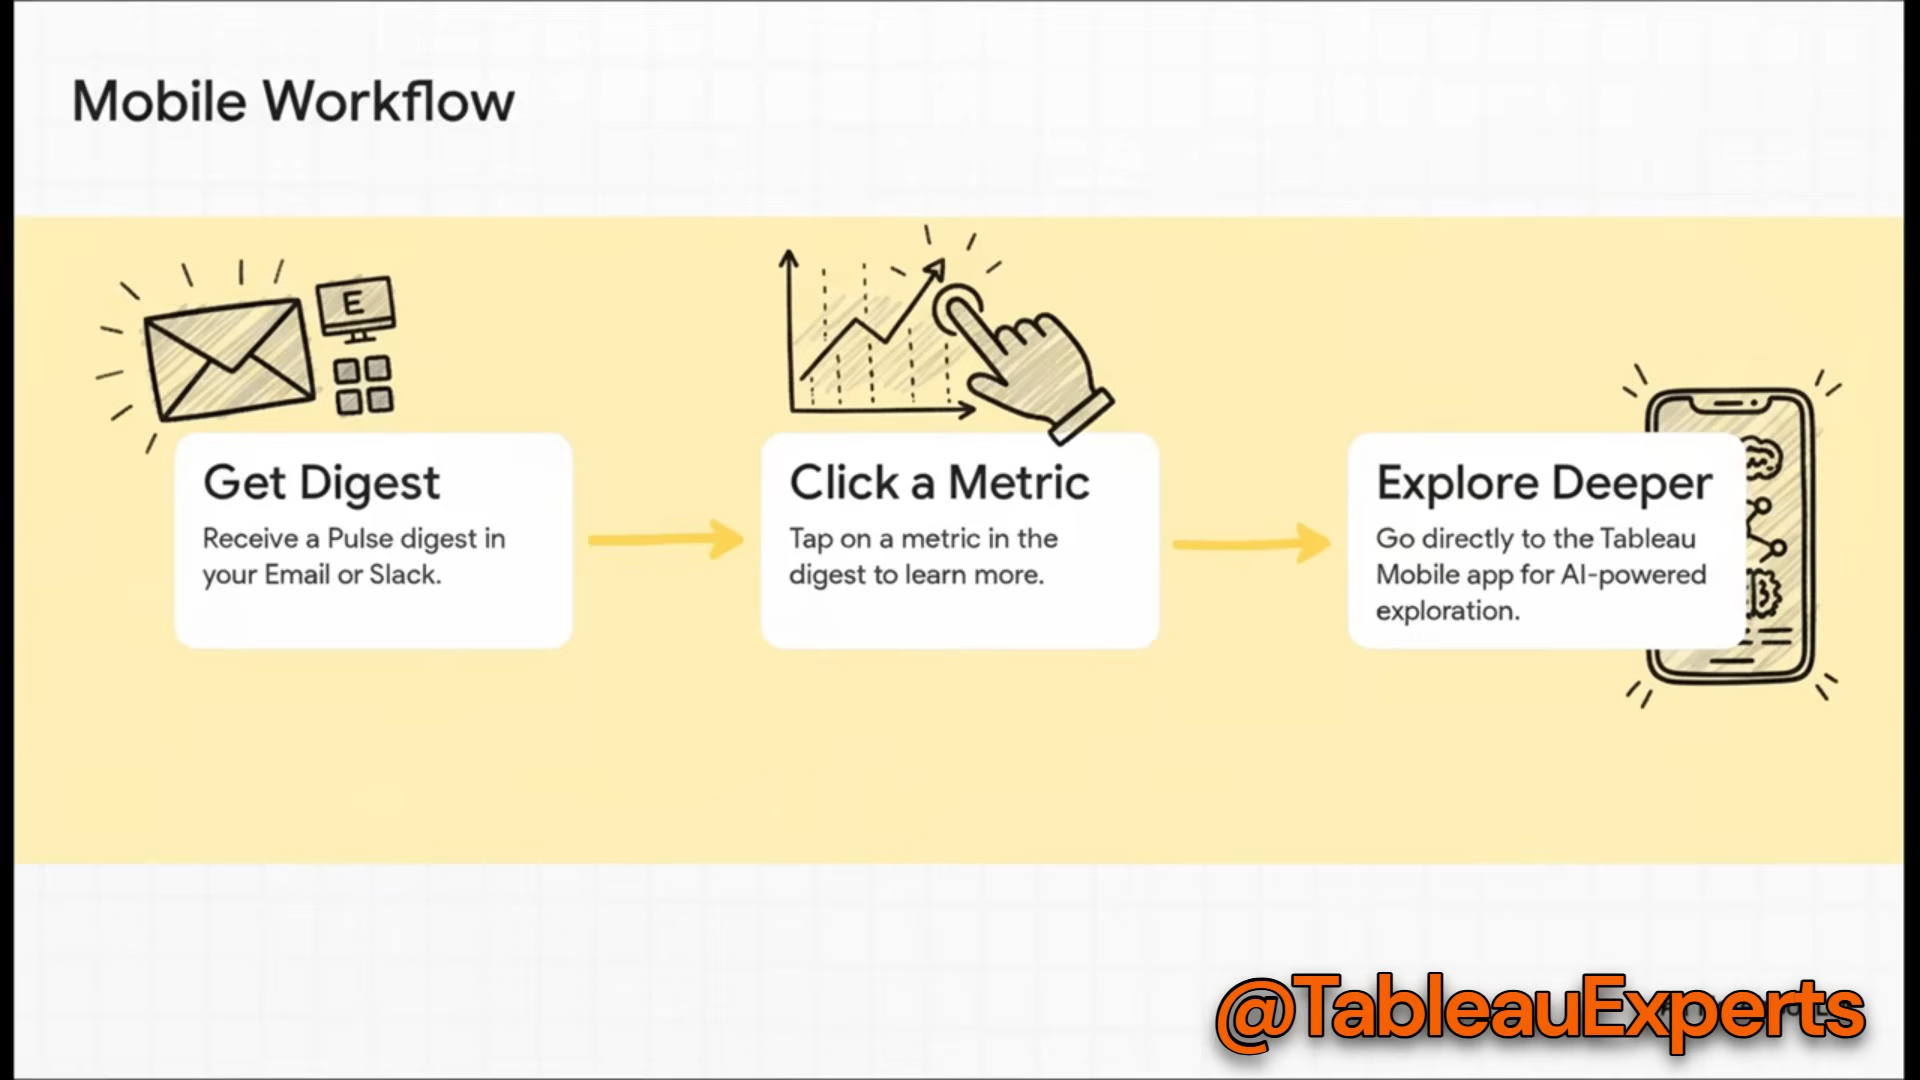 Mobile Workflow
E
Get Digest
Receive a Pulse digest in
your Email or Slack.
Click a Metric
Tap on a metric in the
digest to learn more.
Explore Deeper
Go directly to the Tableau
Mobile app for AI-powered
exploration.
@TableauExperts